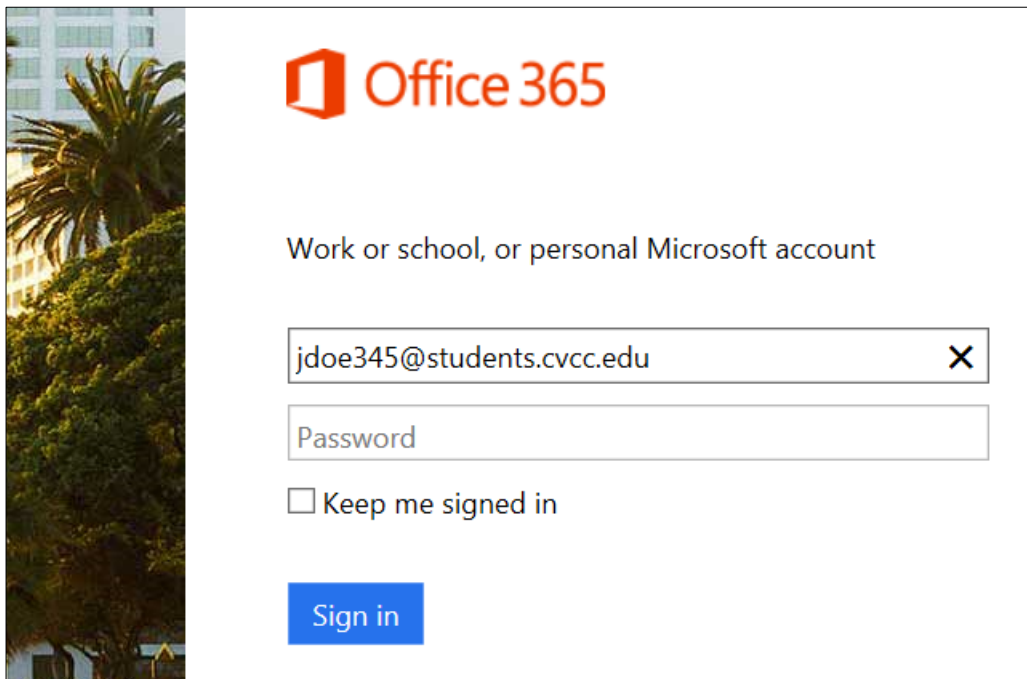 Office 365
Work or school, or personal Microsoft account
jdoe345@students.cvcc.edu
Password
Keep me signed in
Sign in